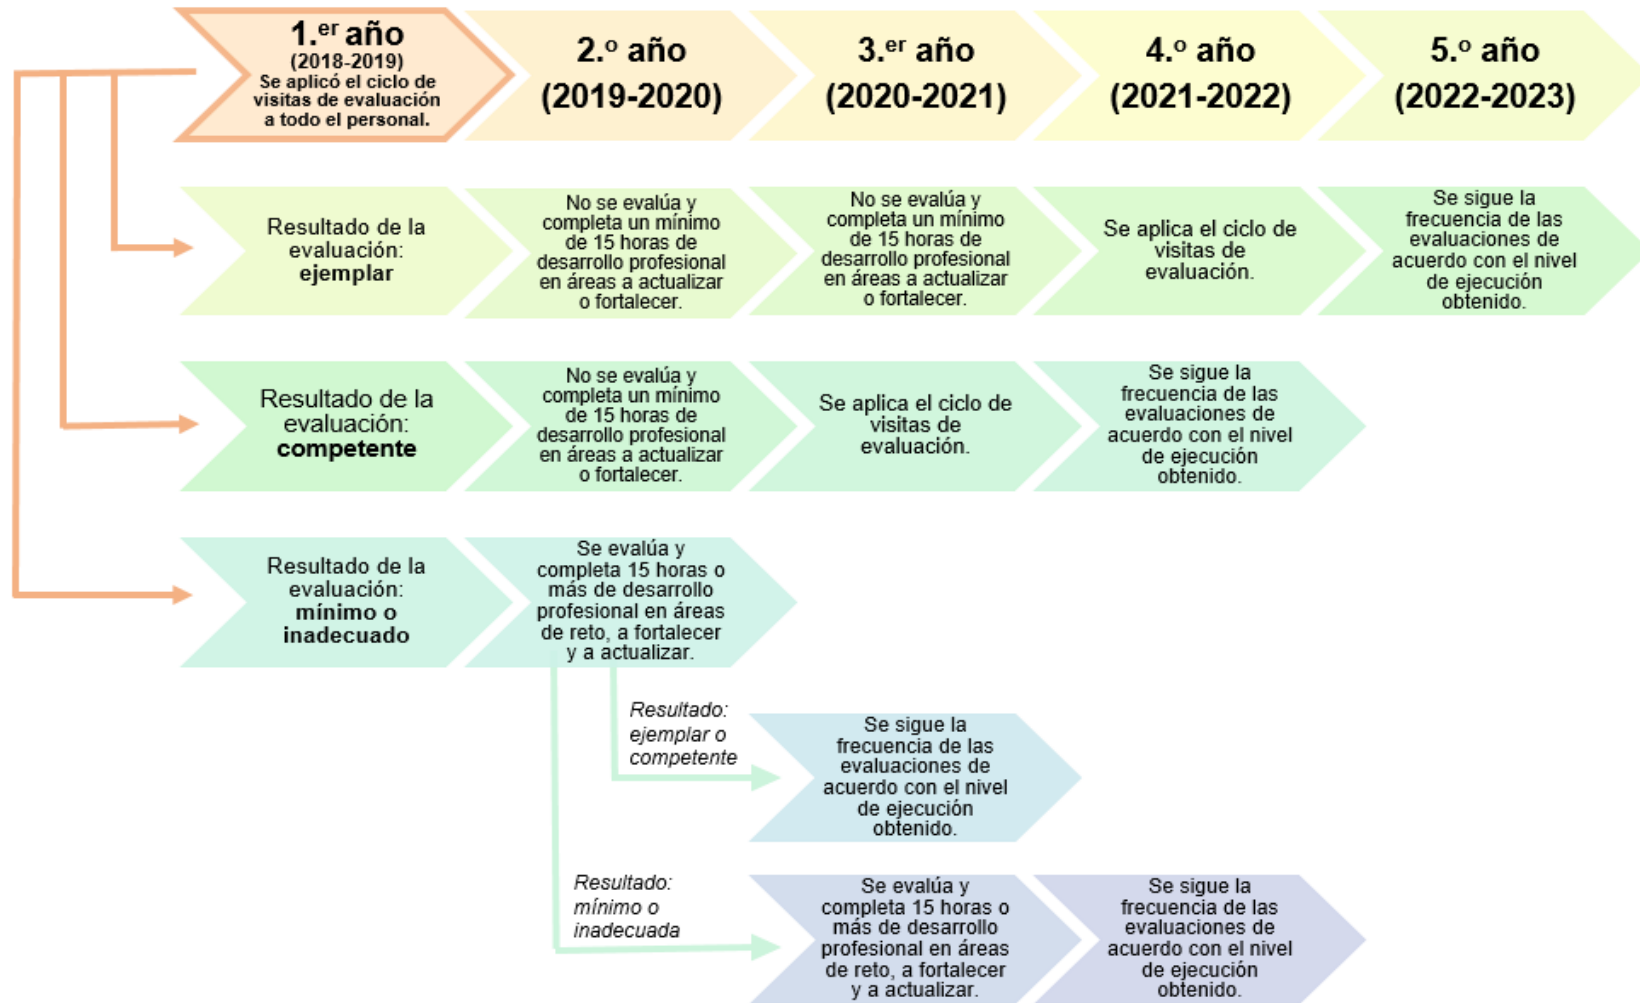 1.er año
(2018-2019)
Se aplicó el ciclo de
visitas de evaluación
a todo el personal.
2.o año
(2019-2020)
3.er año
(2020-2021)
4.o año
(2021-2022)
5.o año
(2022-2023)
Resultado de la
evaluación:
ejemplar
No se evalúa y
completa un mínimo
de 15 horas de
desarrollo profesional
en áreas a actualizar
o fortalecer.
No se evalúa y
completa un mínimo
de 15 horas de
desarrollo profesional
en áreas a actualizar
o fortalecer.
Se aplica el ciclo de
visitas de
evaluación.
Se sigue la
frecuencia de las
evaluaciones de
acuerdo con el nivel
de ejecución
obtenido.
Resultado de la
evaluación:
competente
No se evalúa y
completa un mínimo
de 15 horas de
desarrollo profesional
en áreas a actualizar
o fortalecer.
Se aplica el ciclo de
visitas de
evaluación.
Se sigue la
frecuencia de las
evaluaciones de
acuerdo con el nivel
de ejecución
obtenido.
Resultado de la
evaluación:
mínimo o
inadecuado
Se evalúa y
completa 15 horas o
más de desarrollo
profesional en áreas
de reto, a fortalecer
y a actualizar.
Resultado:
ejemplar o
competente
Se sigue la
frecuencia de las
evaluaciones de
acuerdo con el nivel
de ejecución
obtenido.
Resultado:
mínimo o
inadecuada
Se evalúa y
completa 15 horas o
más de desarrollo
profesional en áreas
de reto, a fortalecer
y a actualizar.
Se sigue la
frecuencia de las
evaluaciones de
acuerdo con el nivel
de ejecución
obtenido.